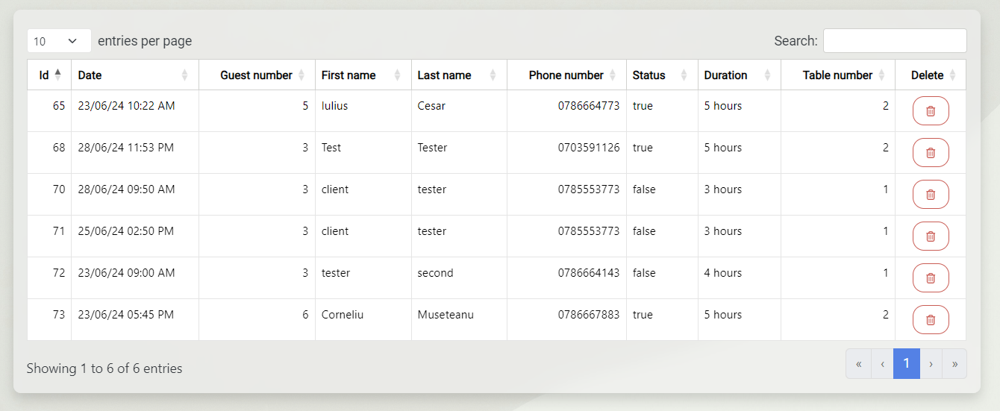 10 entries per page Search:
Id Date Guest number First name Last name Phone number Status Duration Table number Delete
65 23/06/24 10:22 AM 5 Iulius Cesar 0786664773 true 5 hours 2
68 28/06/24 11:53 PM 3 Test Tester 0703591126 true 5 hours 2
70 28/06/24 09:50 AM 3 client tester 0785553773 false 3 hours 1
71 25/06/24 02:50 PM 3 client tester 0785553773 false 3 hours 1
72 23/06/24 09:00 AM 3 tester second 0786664143 false 4 hours 1
73 23/06/24 05:45 PM 6 Corneliu Museteanu 0786667883 true 5 hours 2
Showing 1 to 6 of 6 entries « ‹ 1 › »